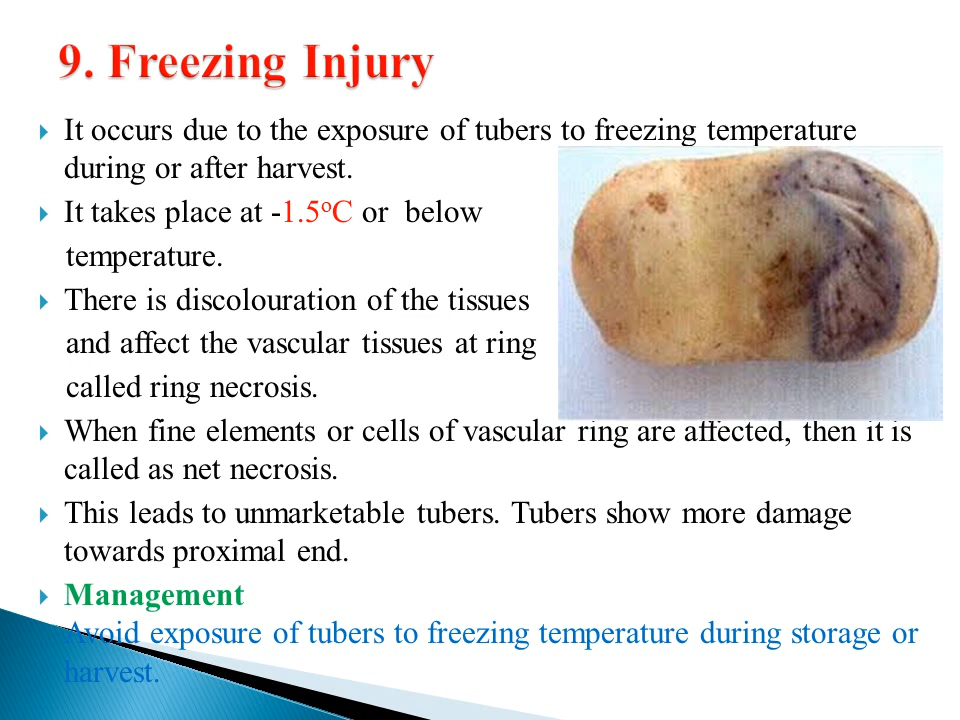 9. Freezing Injury
It occurs due to the exposure of tubers to freezing temperature
during or after harvest.
It takes place at -1.5ºC or below
temperature.
There is discolouration of the tissues
and affect the vascular tissues at ring
called ring necrosis.
When fine elements or cells of vascular ring are affected, then it is
called as net necrosis.
This leads to unmarketable tubers. Tubers show more damage
towards proximal end.
Management
Avoid exposure of tubers to freezing temperature during storage or
harvest.